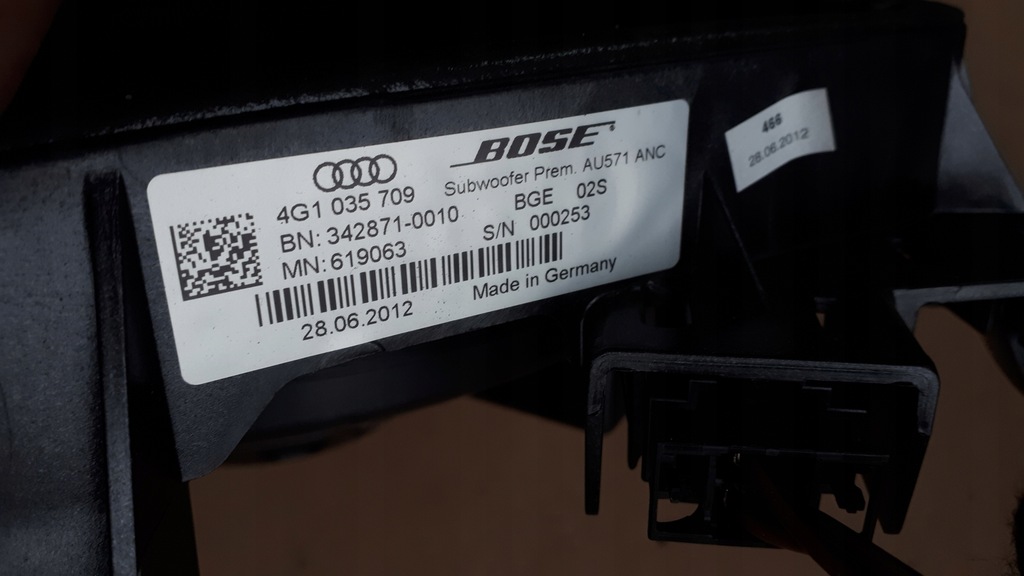 BOSE
Subwoofer Prem. AU571 ANC
4G1 035 709
BGE 02S
BN: 342871-0010
S/N 000253
MN: 619063
28.06.2012
Made in Germany
466
28.06.2012